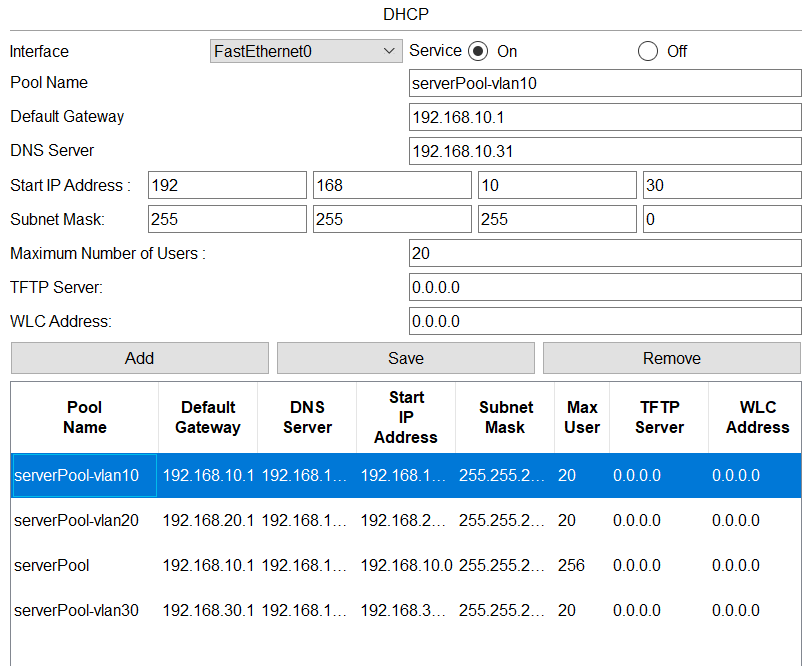 DHCP
Interface FastEthernet0 Service On Off
Pool Name serverPool-vlan10
Default Gateway 192.168.10.1
DNS Server 192.168.10.31
Start IP Address : 192 168 10 30
Subnet Mask: 255 255 255 0
Maximum Number of Users : 20
TFTP Server: 0.0.0.0
WLC Address: 0.0.0.0
Add Save Remove
Pool Name Default Gateway DNS Server Start IP Address Subnet Mask Max User TFTP Server WLC Address
serverPool-vlan10 192.168.10.1 192.168.1... 192.168.1... 255.255.2... 20 0.0.0.0 0.0.0.0
serverPool-vlan20 192.168.20.1 192.168.1... 192.168.2... 255.255.2... 20 0.0.0.0 0.0.0.0
serverPool 192.168.10.1 192.168.1... 192.168.10.0 255.255.2... 256 0.0.0.0 0.0.0.0
serverPool-vlan30 192.168.30.1 192.168.1... 192.168.3... 255.255.2... 20 0.0.0.0 0.0.0.0